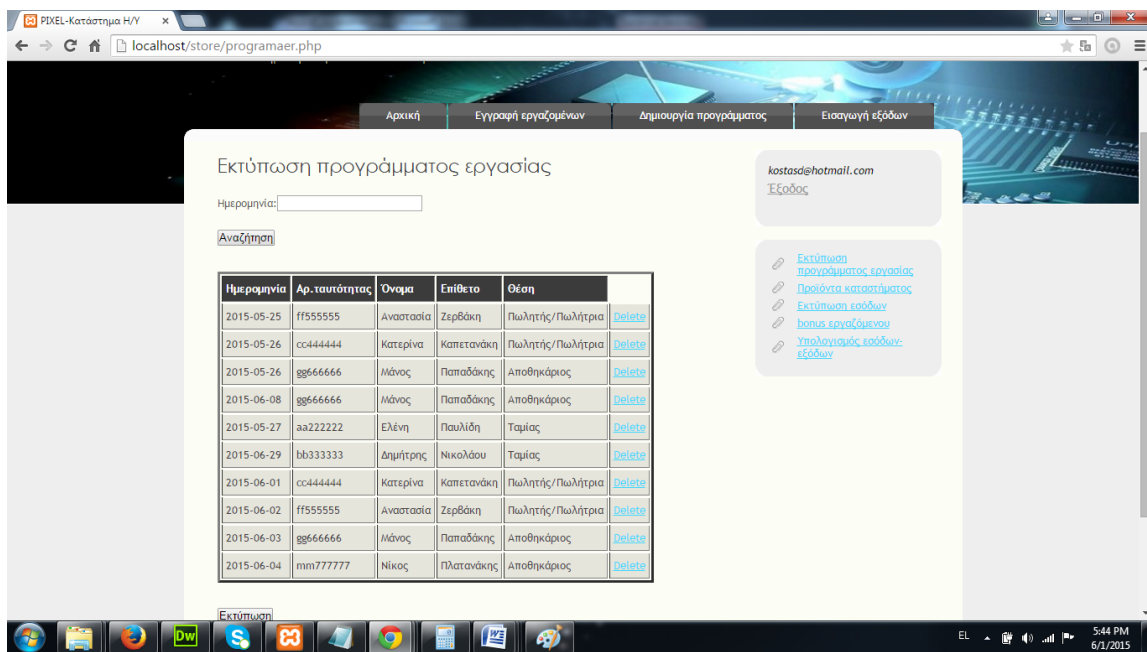 PIXEL-Κατάστημα Η/Υ
localhost/store/programaer.php
Αρχική Εγγραφή εργαζομένων Δημιουργία προγράμματος Εισαγωγή εξόδων
Εκτύπωση προγράμματος εργασίας
Ημερομηνία:
Αναζήτηση
Ημερομηνία Αρ.ταυτότητας Όνομα Επίθετο Θέση
2015-05-25 ff555555 Αναστασία Ζερβάκη Πωλητής/Πωλήτρια Delete
2015-05-26 cc444444 Κατερίνα Καπετανάκη Πωλητής/Πωλήτρια Delete
2015-05-26 gg666666 Μάνος Παπαδάκης Αποθηκάριος Delete
2015-06-08 gg666666 Μάνος Παπαδάκης Αποθηκάριος Delete
2015-05-27 aa222222 Ελένη Παυλίδη Ταμίας Delete
2015-06-29 bb333333 Δημήτρης Νικολάου Ταμίας Delete
2015-06-01 cc444444 Κατερίνα Καπετανάκη Πωλητής/Πωλήτρια Delete
2015-06-02 ff555555 Αναστασία Ζερβάκη Πωλητής/Πωλήτρια Delete
2015-06-03 gg666666 Μάνος Παπαδάκης Αποθηκάριος Delete
2015-06-04 mm777777 Νίκος Πλατανάκης Αποθηκάριος Delete
Εκτύπωση
kostasd@hotmail.com
Έξοδος
Εκτύπωση
προγράμματος εργασίας
Προϊόντα καταστήματος
Εκτύπωση εσόδων
bonus εργαζόμενου
Υπολογισμός εσόδων-
εξόδων
Dw
EL
5:44 PM
6/1/2015